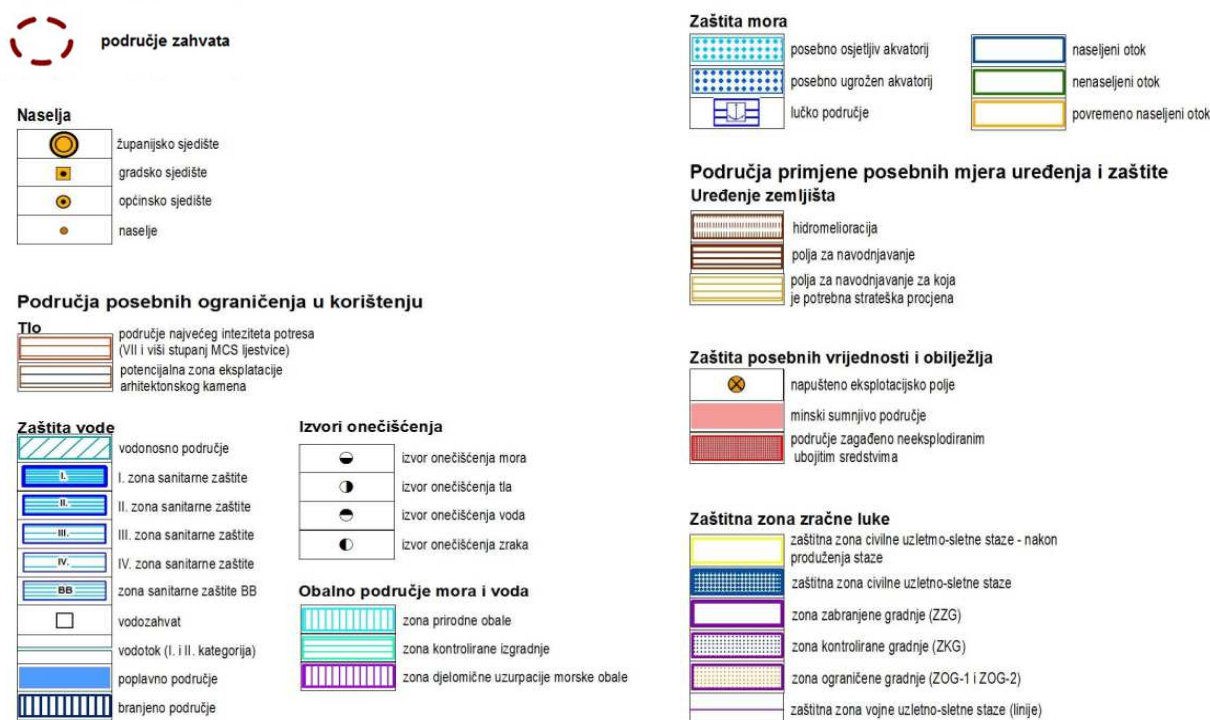 područje zahvata
Naselja
županijsko sjedište
gradsko sjedište
općinsko sjedište
naselje
Područja posebnih ograničenja u korištenju
Tlo
područje najvećeg inteziteta potresa
(VII i viši stupanj MCS ljestvice)
potencijalna zona eksplatacije
arhitektonskog kamena
Zaštita vode
vodonosno područje
I.
I. zona sanitarne zaštite
II.
II. zona sanitarne zaštite
III.
III. zona sanitarne zaštite
IV.
IV. zona sanitarne zaštite
BB
zona sanitarne zaštite BB
vodozahvat
vodotok (I. i II. kategorija)
poplavno područje
branjeno područje
Izvori onečišćenja
izvor onečišćenja mora
izvor onečišćenja tla
izvor onečišćenja voda
izvor onečišćenja zraka
Obalno područje mora i voda
zona prirodne obale
zona kontrolirane izgradnje
zona djelomične uzurpacije morske obale
Zaštita mora
posebno osjetljiv akvatorij
posebno ugrožen akvatorij
lučko područje
naseljeni otok
nenaseljeni otok
povremeno naseljeni otok
Područja primjene posebnih mjera uređenja i zaštite
Uređenje zemljišta
hidromelioracija
polja za navodnjavanje
polja za navodnjavanje za koja
je potrebna strateška procjena
Zaštita posebnih vrijednosti i obilježlja
napušteno eksplotacijsko polje
minski sumnjivo područje
područje zagađeno neeksplodiranim
ubojitim sredstvima
Zaštitna zona zračne luke
zaštitna zona civilne uzletmo-sletne staze - nakon
produženja staze
zaštitna zona civilne uzletno-sletne staze
zona zabranjene gradnje (ZZG)
zona kontrolirane gradnje (ZKG)
zona ograničene gradnje (ZOG-1 i ZOG-2)
zaštitna zona vojne uzletno-sletne staze (linije)